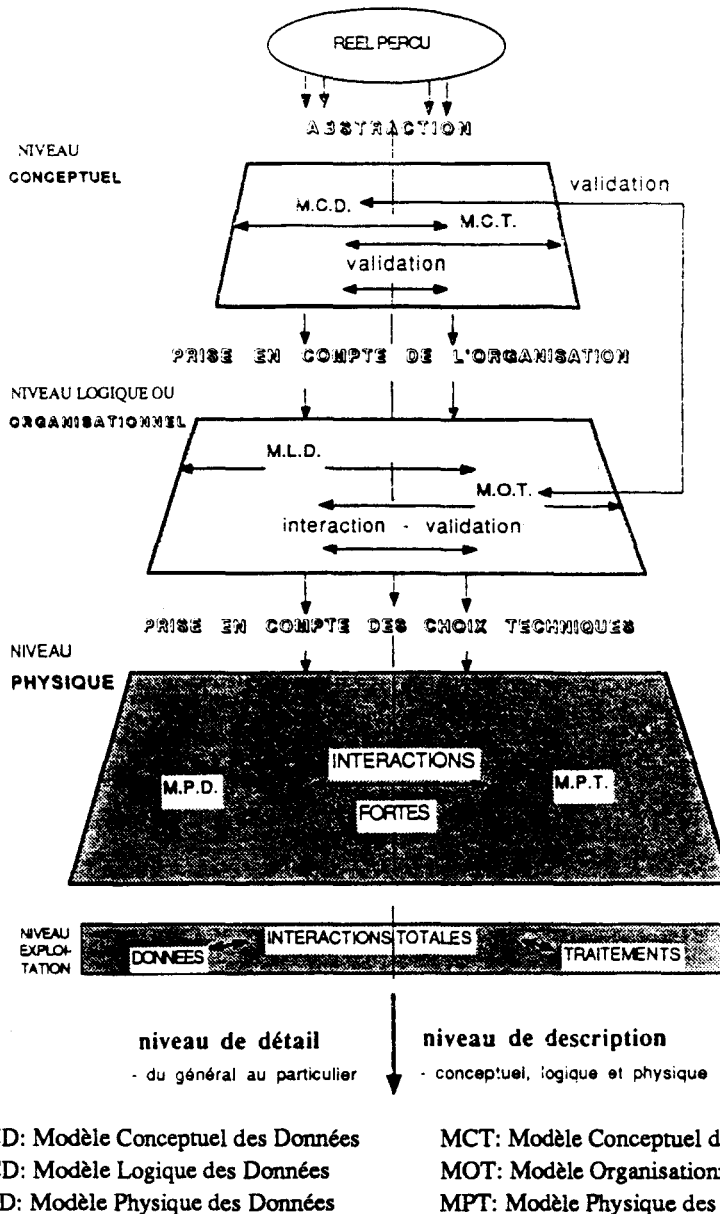 REEL PERCU
ABSTRACTION
NIVEAU
CONCEPTUEL
validation
M.C.D.
M.C.T.
validation
PRISE EN COMPTE DE L'ORGANISATION
NIVEAU LOGIQUE OU
ORGANISATIONNEL
M.L.D.
M.O.T.
interaction - validation
PRISE EN COMPTE DES CHOIX TECHNIQUES
NIVEAU
PHYSIQUE
INTERACTIONS
M.P.D.
M.P.T.
FORTES
NIVEAU
EXPLOI-
TATION
INTERACTIONS TOTALES
DONNEES
TRAITEMENTS
niveau de détail
niveau de description
- du général au particulier
- conceptuel, logique et physique
D: Modèle Conceptuel des Données
MCT: Modèle Conceptuel d
CD: Modèle Logique des Données
MOT: Modèle Organisation
D: Modèle Physique des Données
MPT: Modèle Physique des